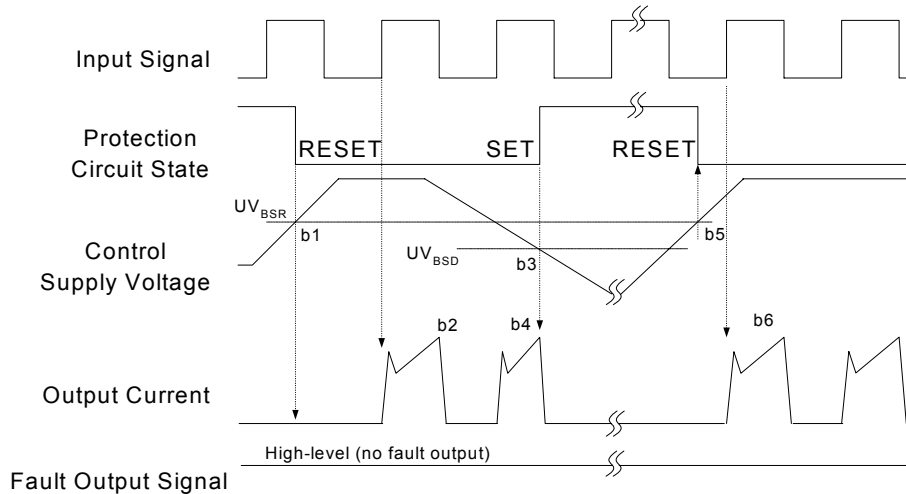 Input Signal
Protection
Circuit State
RESET
SET
RESET
UV_BSR
b1
b5
UV_BSD
b3
Control
Supply Voltage
b2
b4
b6
Output Current
High-level (no fault output)
Fault Output Signal